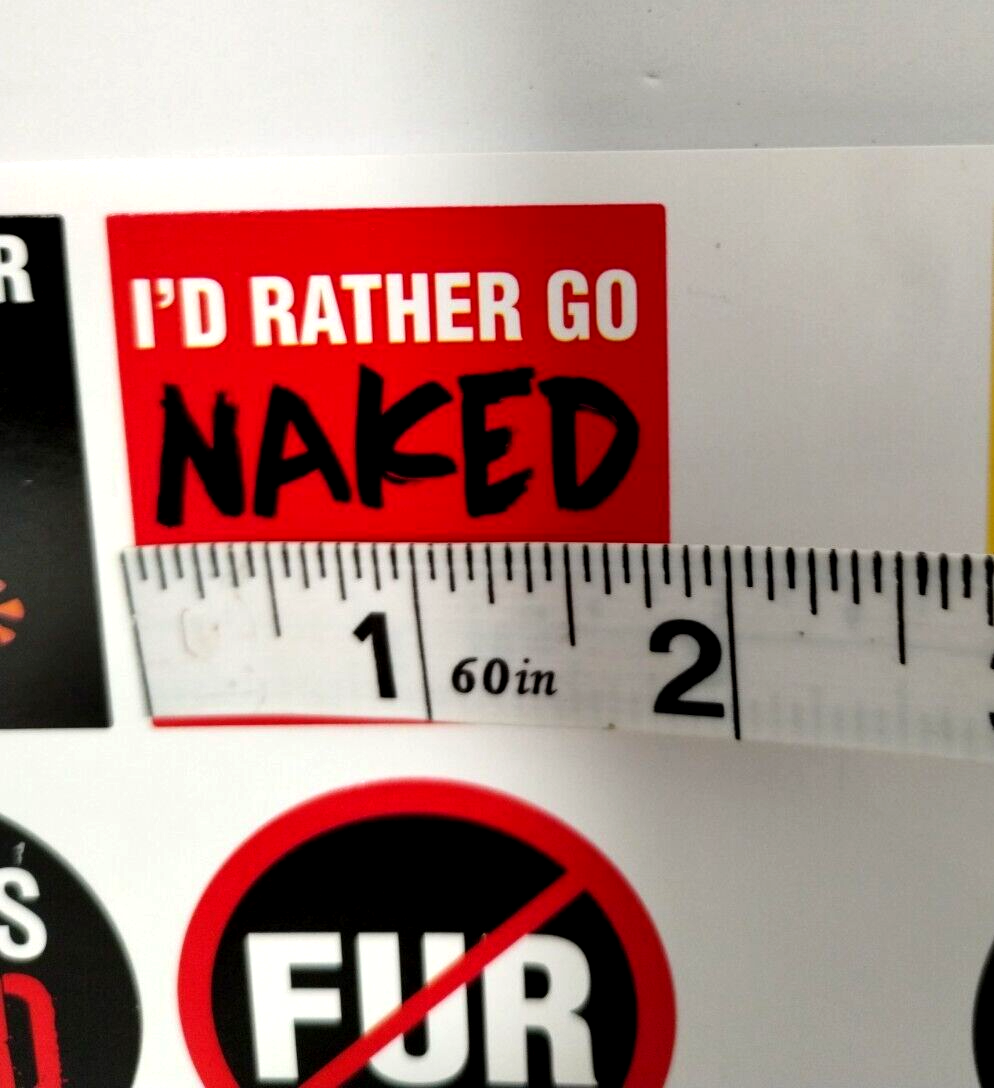 R
I'D RATHER GO
NAKED
1 60in 2
S
FUR